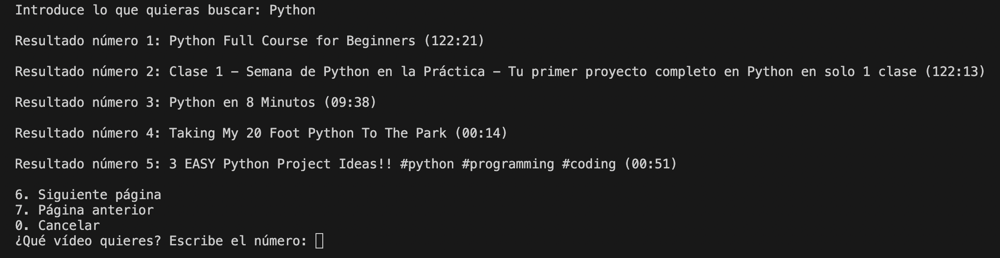 Introduce lo que quieras buscar: Python
Resultado número 1: Python Full Course for Beginners (122:21)
Resultado número 2: Clase 1 – Semana de Python en la Práctica – Tu primer proyecto completo en Python en solo 1 clase (122:13)
Resultado número 3: Python en 8 Minutos (09:38)
Resultado número 4: Taking My 20 Foot Python To The Park (00:14)
Resultado número 5: 3 EASY Python Project Ideas!! #python #programming #coding (00:51)
6. Siguiente página
7. Página anterior
0. Cancelar
¿Qué vídeo quieres? Escribe el número: